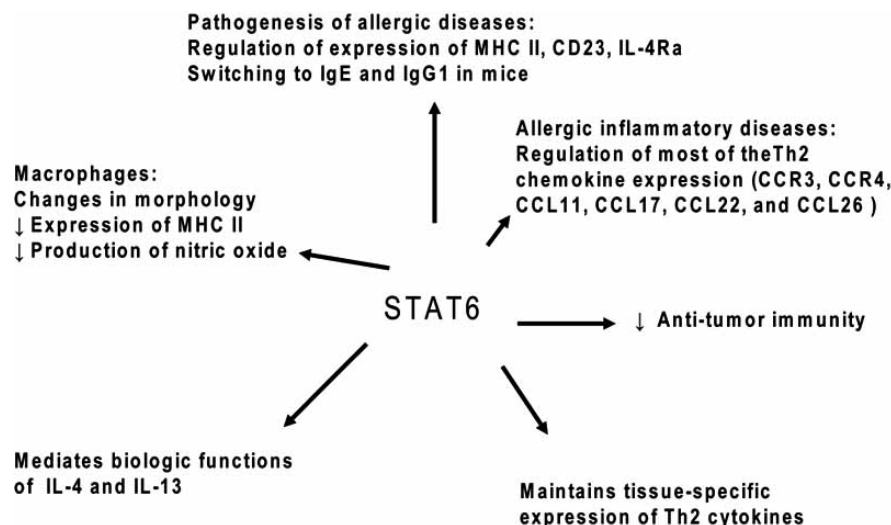 Pathogenesis of allergic diseases:
Regulation of expression of MHC II, CD23, IL-4Ra
Switching to IgE and IgG1 in mice
Allergic inflammatory diseases:
Regulation of most of theTh2
chemokine expression (CCR3, CCR4,
CCL11, CCL17, CCL22, and CCL26 )
Macrophages:
Changes in morphology
↓ Expression of MHC II
↓ Production of nitric oxide
STAT6
↓ Anti-tumor immunity
Mediates biologic functions
of IL-4 and IL-13
Maintains tissue-specific
expression of Th2 cytokines